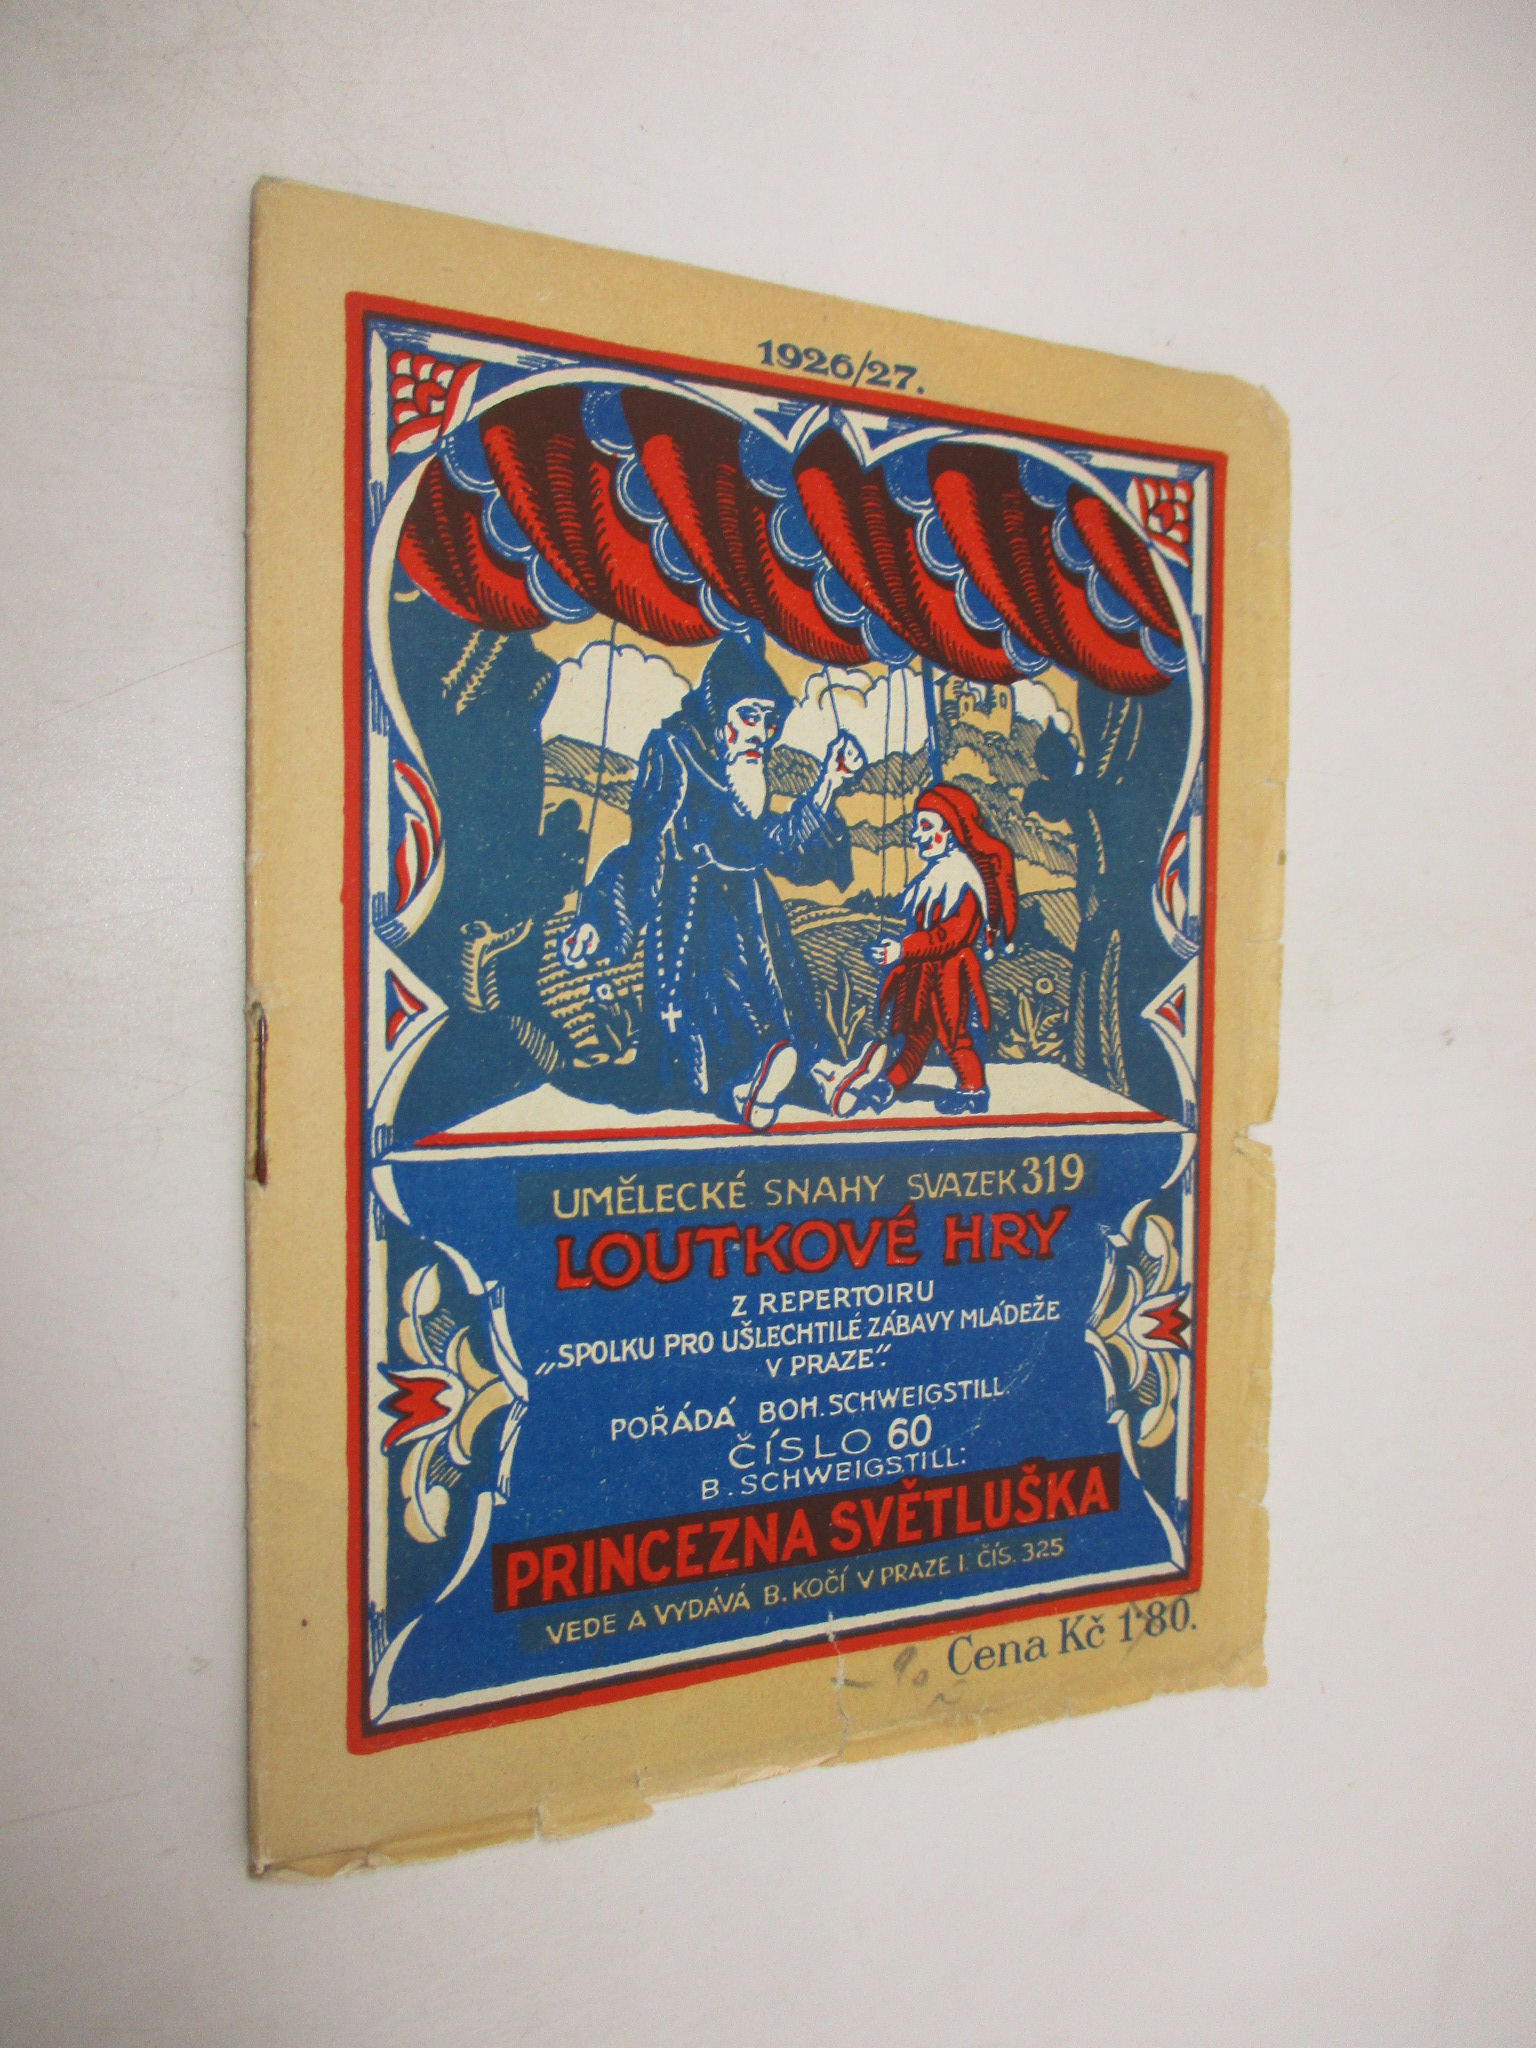 1926/27.
UMĚLECKÉ SNAHY SVAZEK 319
LOUTKOVÉ HRY
Z REPERTOIRU
„SPOLKU PRO UŠLECHTILÉ ZÁBAVY MLÁDEŽE
V PRAZE".
POŘÁDÁ BOH. SCHWEIGSTILL.
ČÍSLO 60
B. SCHWEIGSTILL:
PRINCEZNA SVĚTLUŠKA
VEDE A VYDÁVÁ B. KOČÍ V PRAZE I. ČÍS. 325
Cena Kč 1·80.